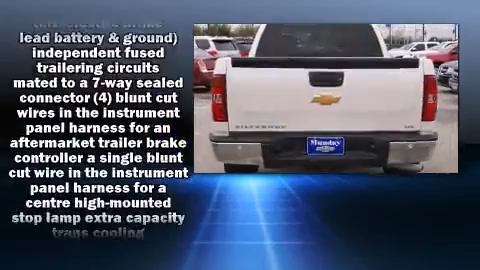 lead battery & ground)
independent fused
trailering circuits
mated to a 7-way sealed
connector (4) blunt cut
wires in the instrument
panel harness for an
aftermarket trailer brake
controller a single blunt
cut wire in the instrument
panel harness for a
centre high-mounted
stop lamp extra capacity
trans cooling
SILVERADO
Munday